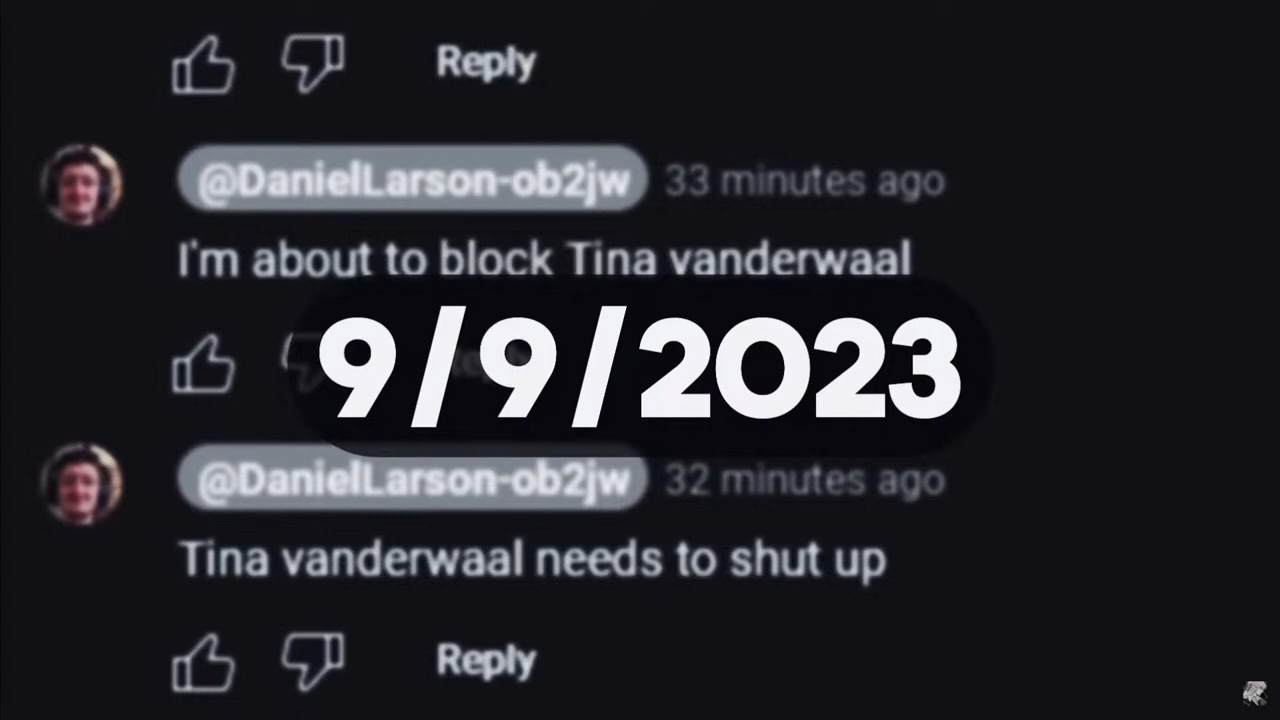 Reply
@DanielLarson-ob2jw 33 minutes ago
I'm about to block Tina vanderwaal
9/9/2023
@DanielLarson-ob2jw 32 minutes ago
Tina vanderwaal needs to shut up
Reply